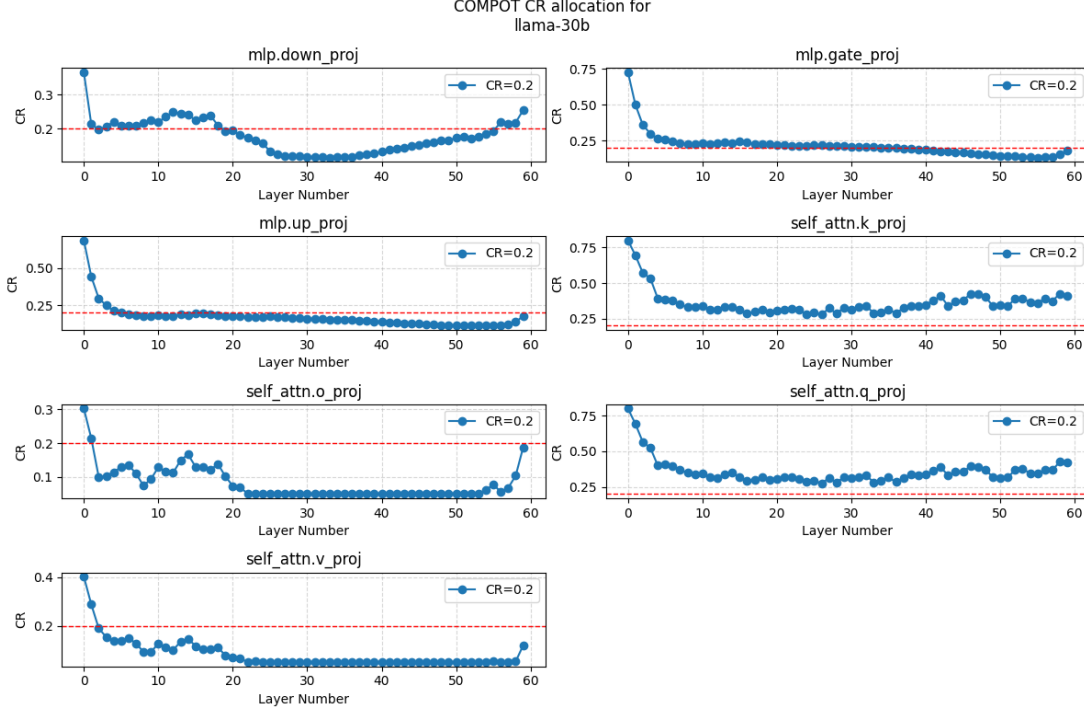 COMPOT CR allocation for
llama-30b
mlp.down_proj
CR
0.3
0.2
CR=0.2
0 10 20 30 40 50 60
Layer Number
mlp.gate_proj
CR
0.75
0.50
0.25
CR=0.2
0 10 20 30 40 50 60
Layer Number
mlp.up_proj
CR
0.50
0.25
CR=0.2
0 10 20 30 40 50 60
Layer Number
self_attn.k_proj
CR
0.75
0.50
0.25
CR=0.2
0 10 20 30 40 50 60
Layer Number
self_attn.o_proj
CR
0.3
0.2
0.1
CR=0.2
0 10 20 30 40 50 60
Layer Number
self_attn.q_proj
CR
0.75
0.50
0.25
CR=0.2
0 10 20 30 40 50 60
Layer Number
self_attn.v_proj
CR
0.4
0.2
CR=0.2
0 10 20 30 40 50 60
Layer Number